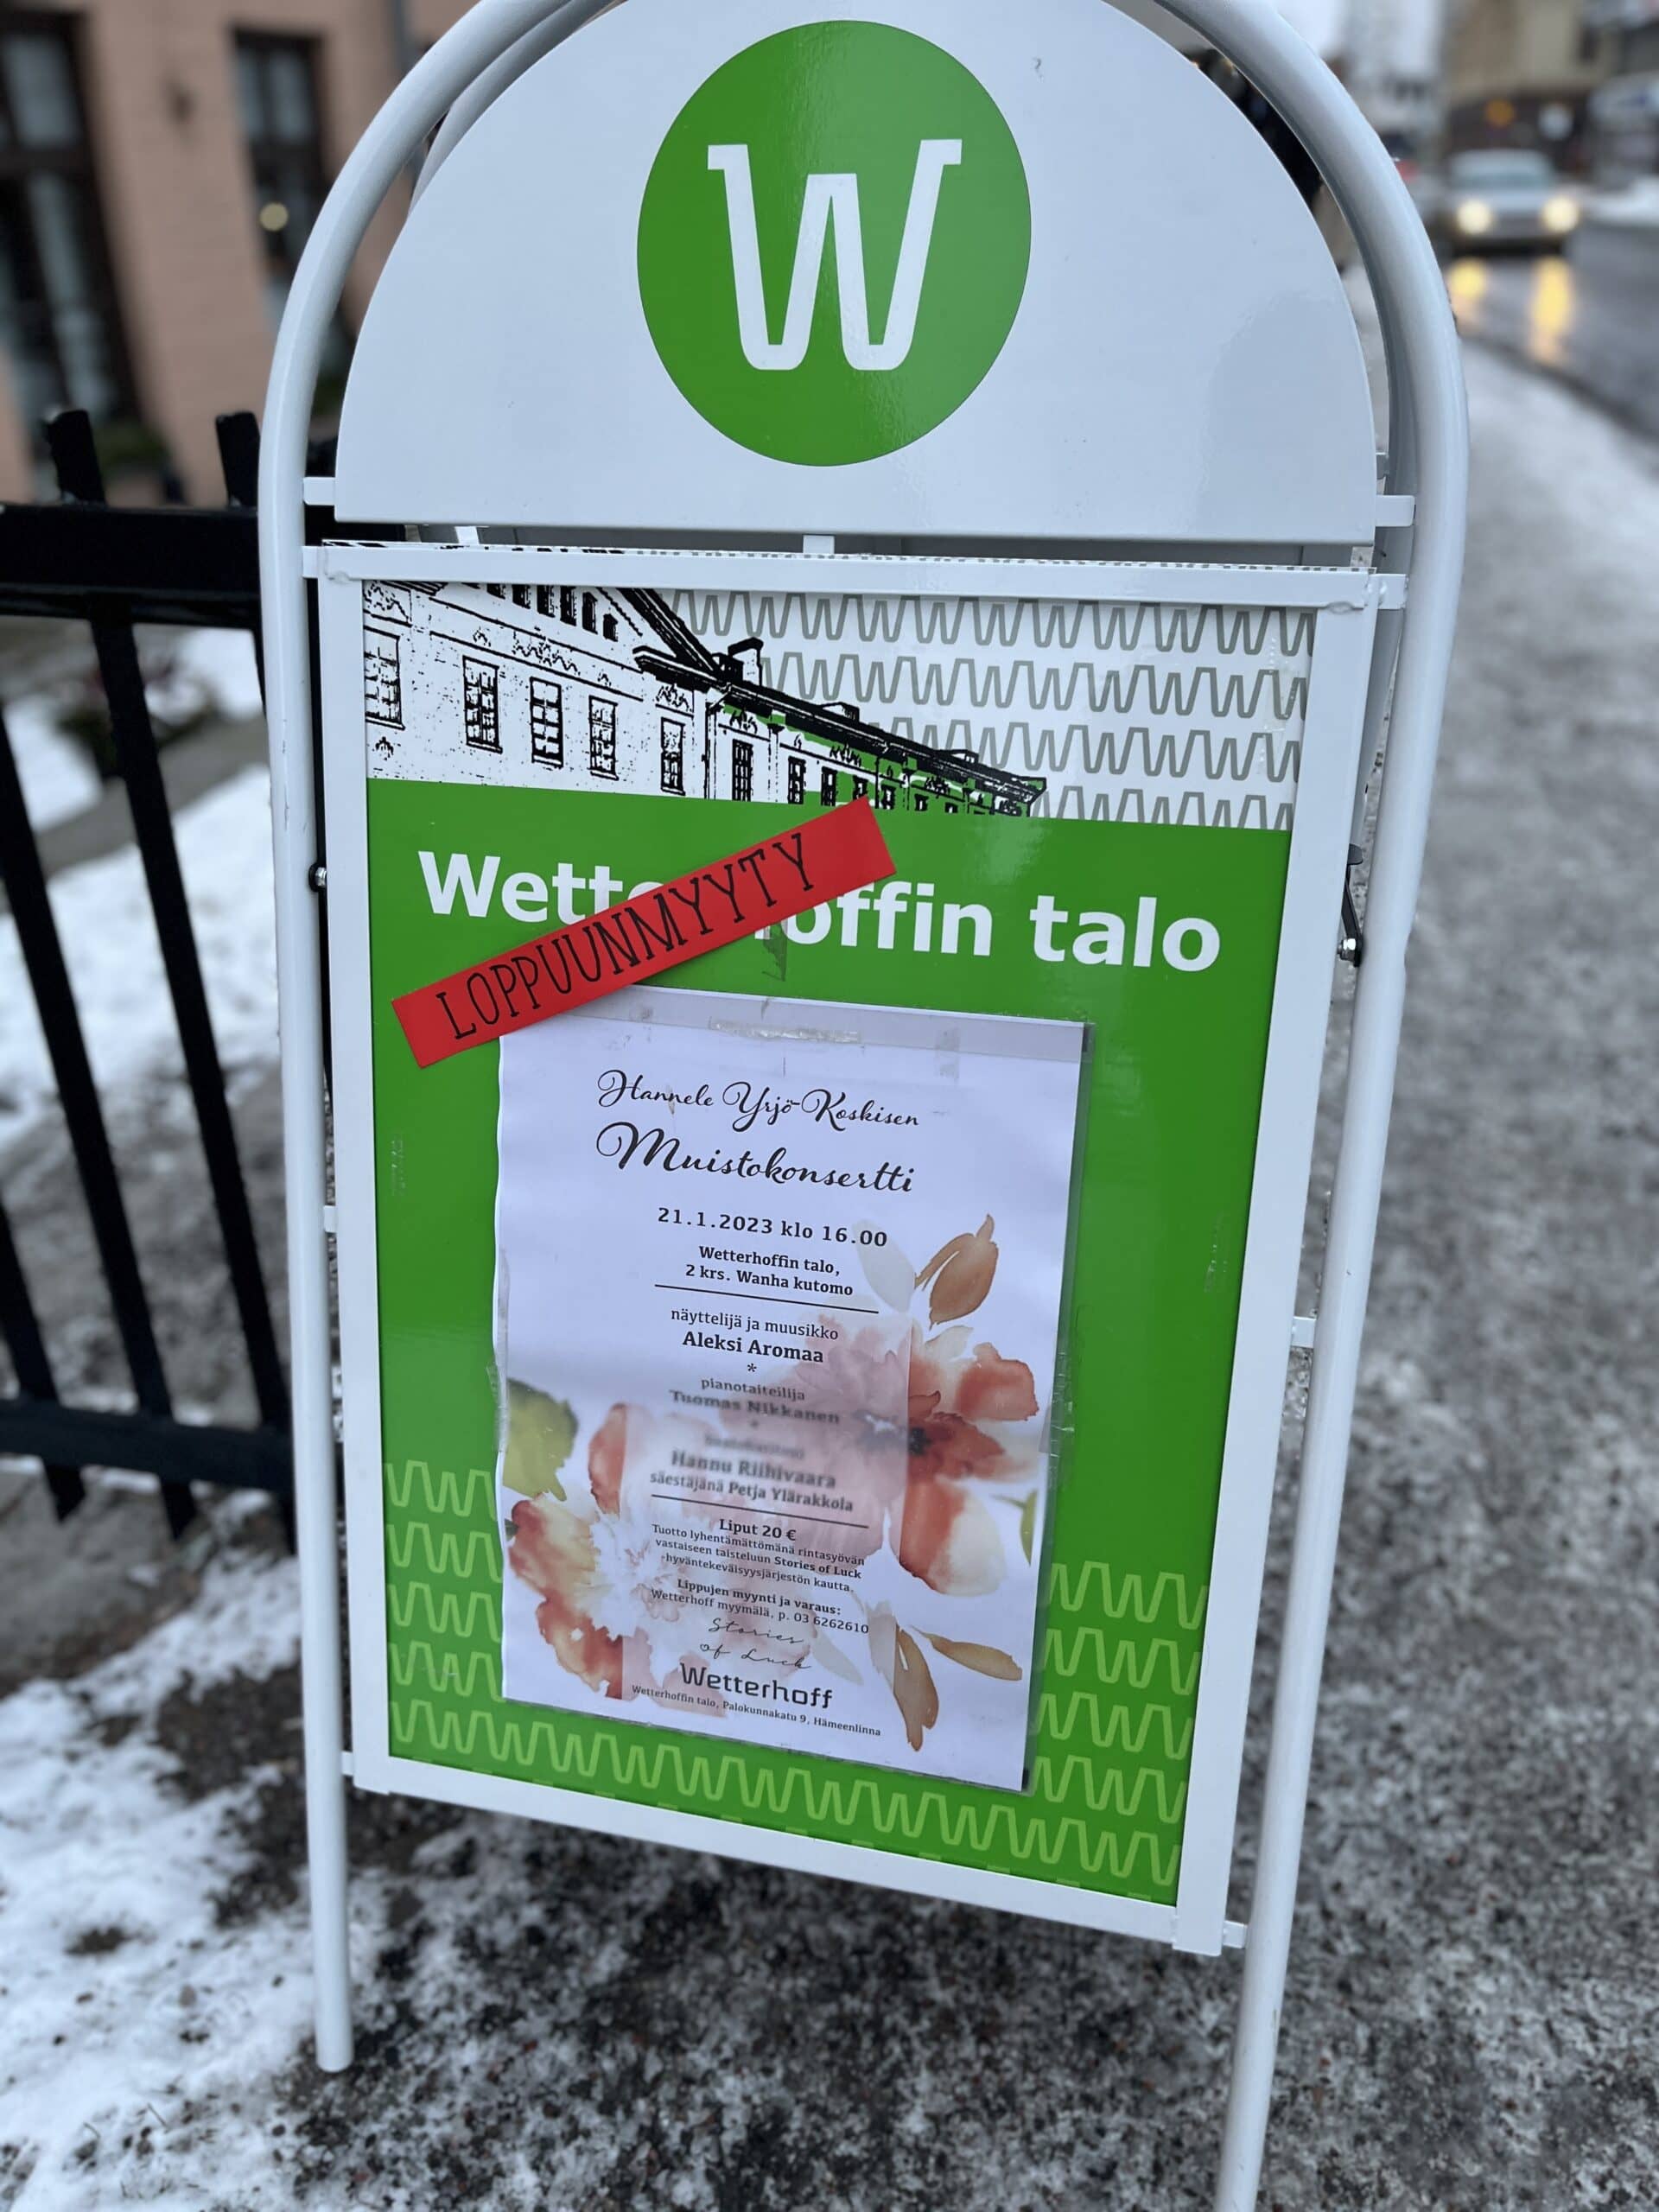 W
Wett offin talo
LOPPUUNMYYTY
Hannele Yrjö-Koskisen
Muistokonsertti
21.1.2023 klo 16.00
Wetterhoffin talo,
2 krs. Wanha kutomo
näyttelijä ja muusikko
Aleksi Aromaa
*
pianotaiteilija
Tuomas Nikkanen
*
Hannu Riihivaara
säestäjänä Petja Ylärakkola
Liput 20 €
Tuotto lyhentämättömänä rintasyövän
vastaiseen taisteluun Stories of Luck
-hyväntekeväisyysjärjestön kautta.
Lippujen myynti ja varaus:
Wetterhoff myymälä, p. 03 6262610
Stories
of Luck
Wetterhoff
Wetterhoffin talo, Palokunnakatu 9, Hämeenlinna